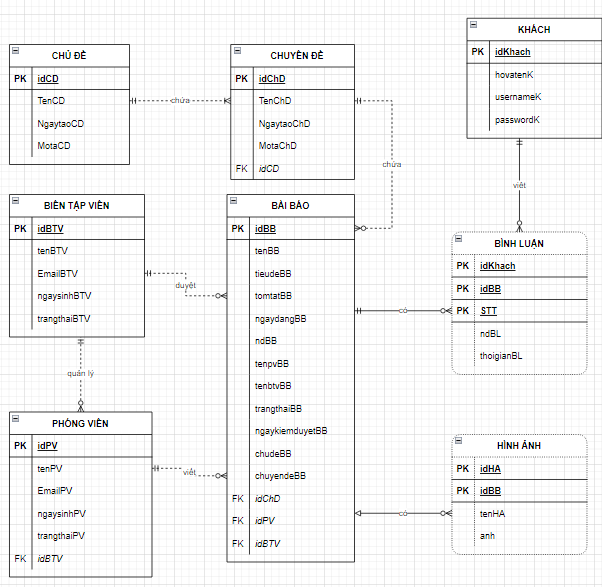 CHỦ ĐỀ
PK idCD
TenCD
NgaytaoCD
MotaCD
chứa
CHUYÊN ĐỀ
PK idChD
TenChD
NgaytaoChD
MotaChD
FK idCD
chứa
KHÁCH
PK idKhach
hovatenK
usernameK
passwordK
viết
BIÊN TẬP VIÊN
PK idBTV
tenBTV
EmailBTV
ngaysinhBTV
trangthaiBTV
duyệt
quản lý
BÀI BÁO
PK idBB
tenBB
tieudeBB
tomtatBB
ngaydangBB
ndBB
tenpvBB
tenbtvBB
trangthaiBB
ngaykiemduyetBB
chudeBB
chuyendeBB
FK idChD
FK idPV
FK idBTV
có
BÌNH LUẬN
PK idKhach
PK idBB
PK STT
ndBL
thoigianBL
PHÓNG VIÊN
PK idPV
tenPV
EmailPV
ngaysinhPV
trangthaiPV
FK idBTV
viết
có
HÌNH ẢNH
PK idHA
PK idBB
tenHA
anh